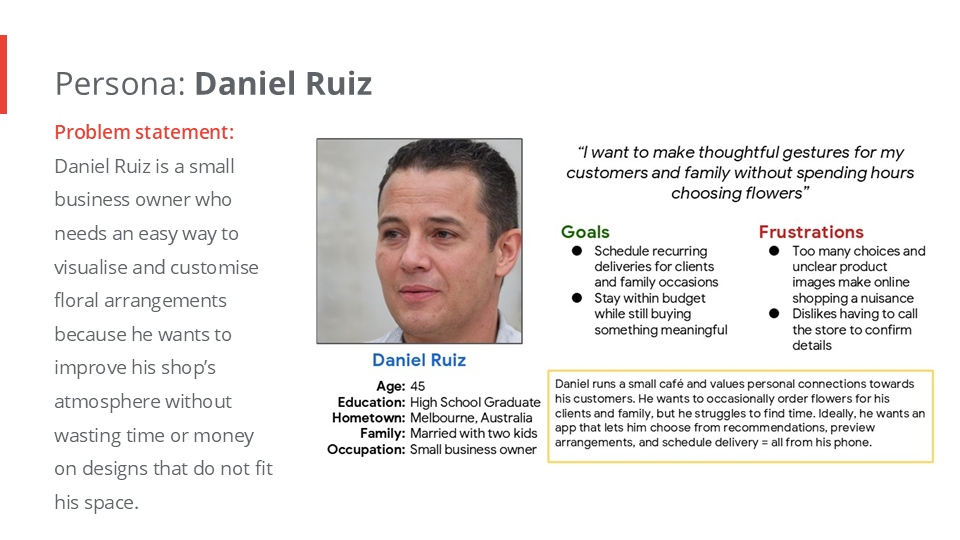 Persona: Daniel Ruiz
Problem statement:
Daniel Ruiz is a small
business owner who
needs an easy way to
visualise and customise
floral arrangements
because he wants to
improve his shop’s
atmosphere without
wasting time or money
on designs that do not fit
his space.
Daniel Ruiz
Age: 45
Education: High School Graduate
Hometown: Melbourne, Australia
Family: Married with two kids
Occupation: Small business owner
“I want to make thoughtful gestures for my
customers and family without spending hours
choosing flowers”
Goals
● Schedule recurring
deliveries for clients
and family occasions
● Stay within budget
while still buying
something meaningful
Frustrations
● Too many choices and
unclear product
images make online
shopping a nuisance
● Dislikes having to call
the store to confirm
details
Daniel runs a small café and values personal connections towards
his customers. He wants to occasionally order flowers for his
clients and family, but he struggles to find time. Ideally, he wants an
app that lets him choose from recommendations, preview
arrangements, and schedule delivery = all from his phone.